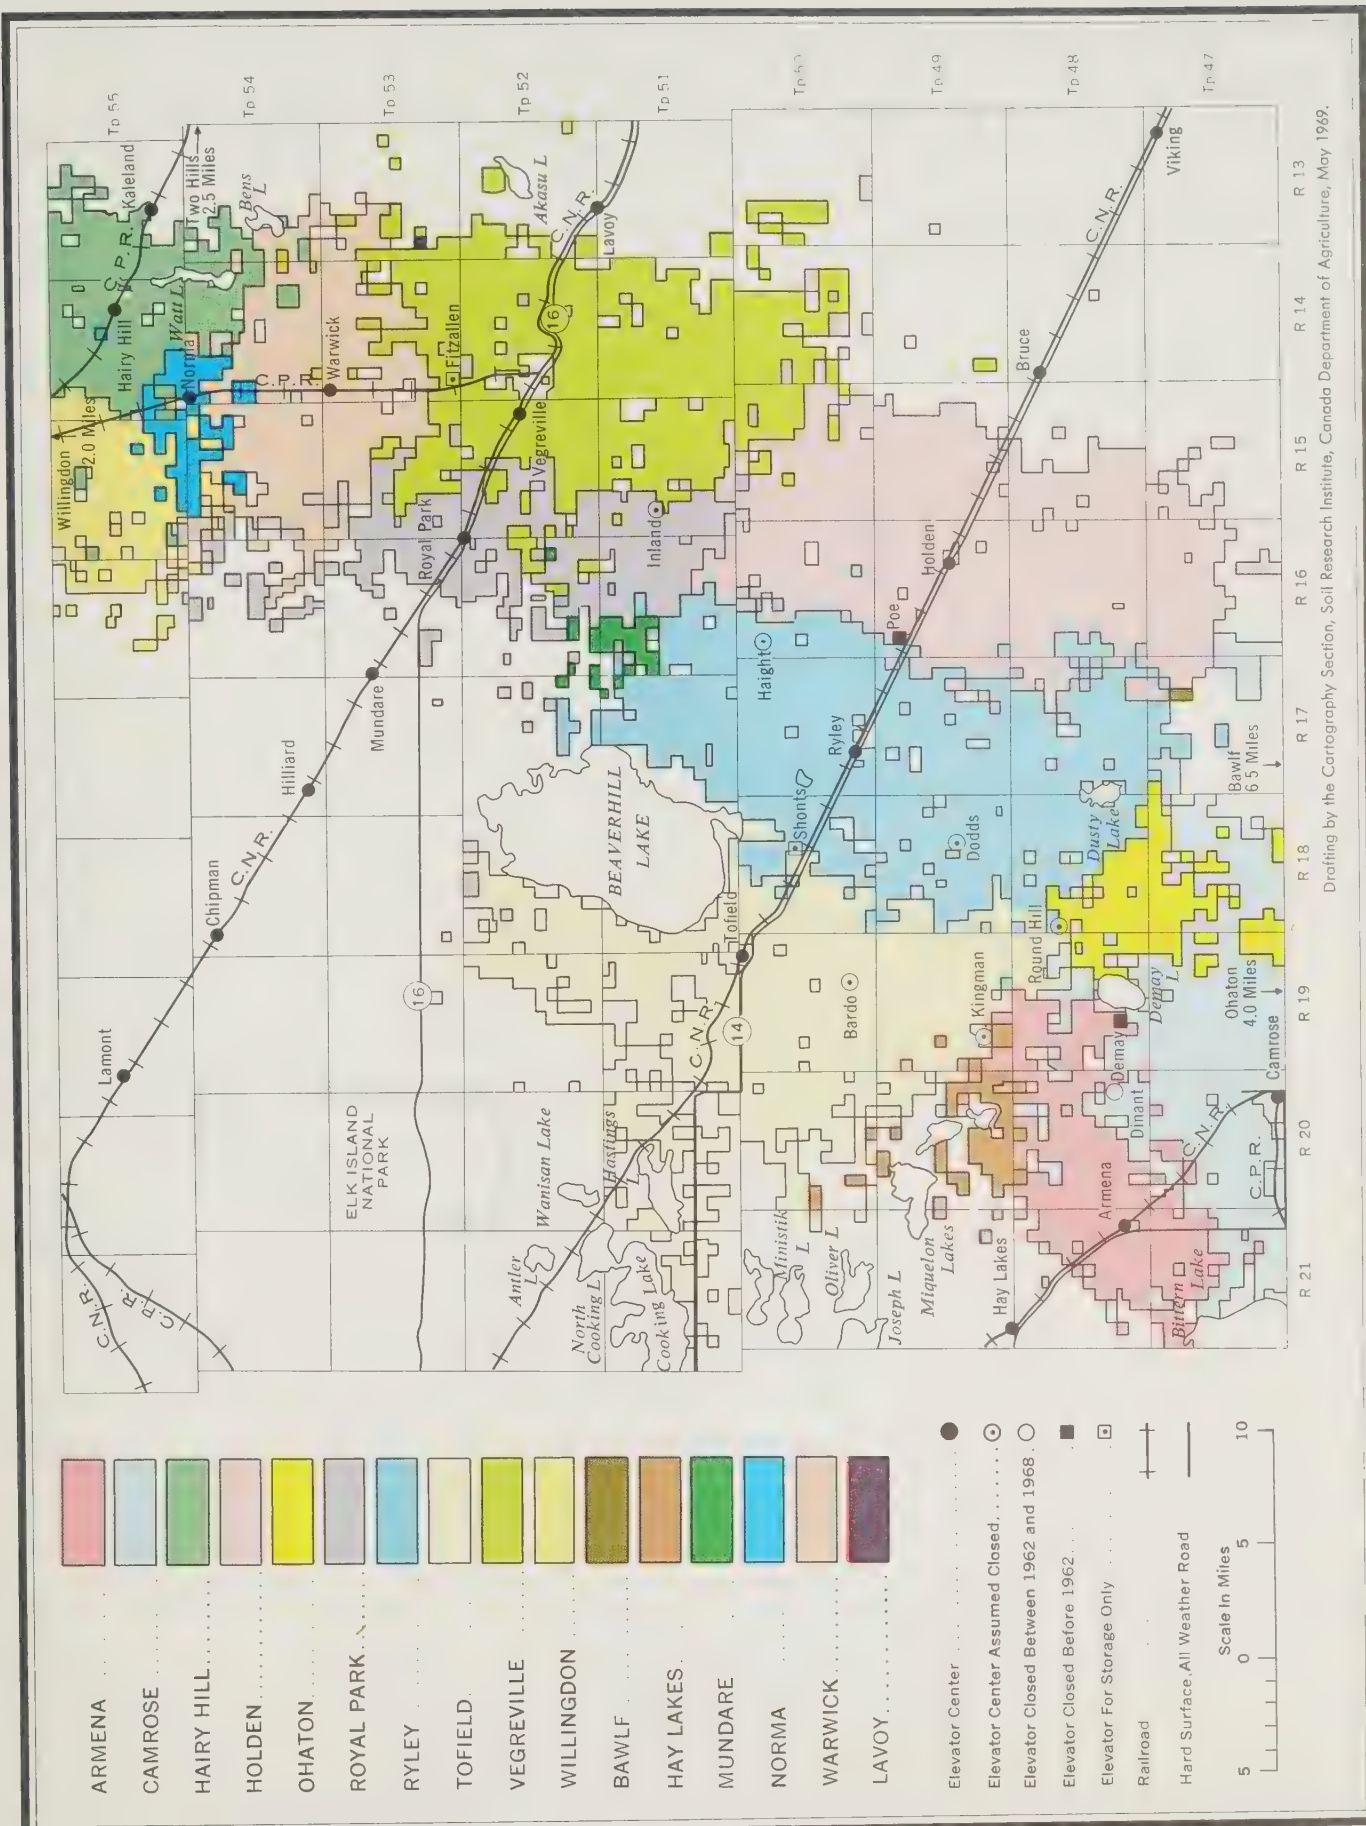 Tp 55
Tp 54
Tp 53
Tp 52
Tp 51
Tp 50
Tp 49
Tp 48
Tp 47
Kaleland
Two Hills
2.5 Miles
C.P.R.
Bens
L
Watt L
Hairy Hill
Norma
Warwick
C.P.R.
Willingdon
2.0 Miles
Fitzallen
Akasu L
C.N.R.
Lavoy
16
Vegreville
Royal Park
Inland
Mundare
Hilliard
Chipman
C.N.R.
Lamont
C.N.R.
C.P.R.
ELK ISLAND
NATIONAL
PARK
16
BEAVERHILL
LAKE
Tofield
C.N.R.
14
Wanisan Lake
Hastings
L
Antler
L
North
Cooking L
Cooking Lake
Ministik
L
Oliver L
Joseph L
Miquelon
Lakes
Hay Lakes
Viking
C.N.R.
Bruce
Holden
Poe
Haight
Ryley
Shonts
Dodds
Dusty
Lake
Round Hill
Bardo
Kingman
Demay
L
Demay
Dinant
Armena
Bittern
Lake
C.N.R.
C.P.R.
Camrose
Ohaton
4.0 Miles
Bawlf
6 5 Miles
R 13
R 14
R 15
R 16
R 17
R 18
R 19
R 20
R 21
Drafting by the Cartography Section, Soil Research Institute, Canada Department of Agriculture, May 1969.
ARMENA
CAMROSE
HAIRY HILL
HOLDEN
OHATON
ROYAL PARK
RYLEY
TOFIELD
VEGREVILLE
WILLINGDON
BAWLF
HAY LAKES
MUNDARE
NORMA
WARWICK
LAVOY
Elevator Center
Elevator Center Assumed Closed
Elevator Closed Between 1962 and 1968
Elevator Closed Before 1962
Elevator For Storage Only
Railroad
Hard Surface, All Weather Road
Scale In Miles
5 0 5 10